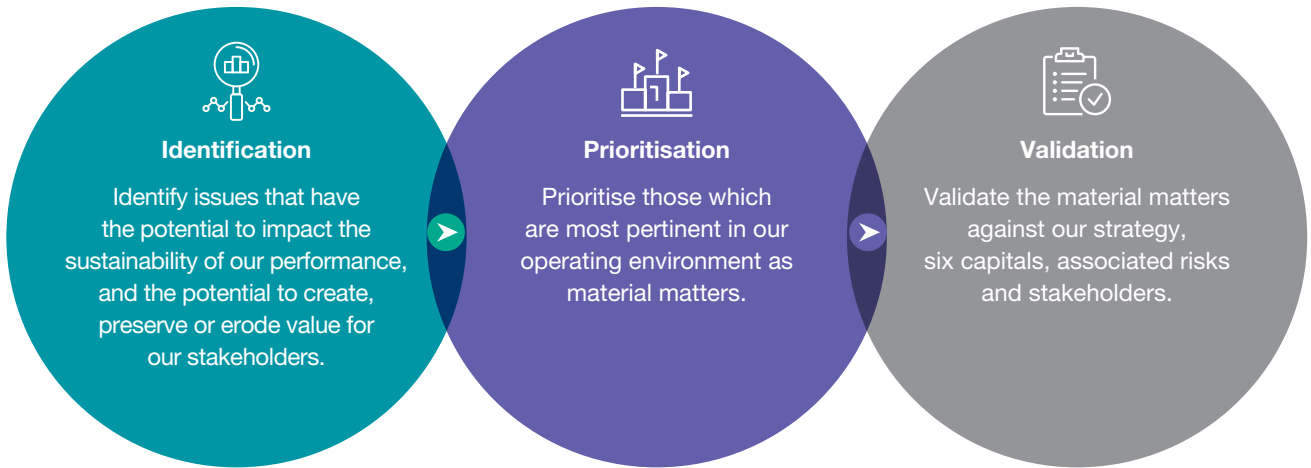 Identification
Identify issues that have
the potential to impact the
sustainability of our performance,
and the potential to create,
preserve or erode value for
our stakeholders.
1
Prioritisation
Prioritise those which
are most pertinent in our
operating environment as
material matters.
Validation
Validate the material matters
against our strategy,
six capitals, associated risks
and stakeholders.